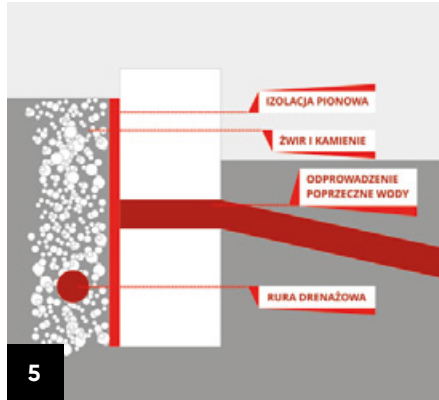 IZOLACJA PIONOWA
ŻWIR I KAMIENIE
ODPROWADZENIE
POPRZECZNE WODY
RURA DRENAŻOWA
5